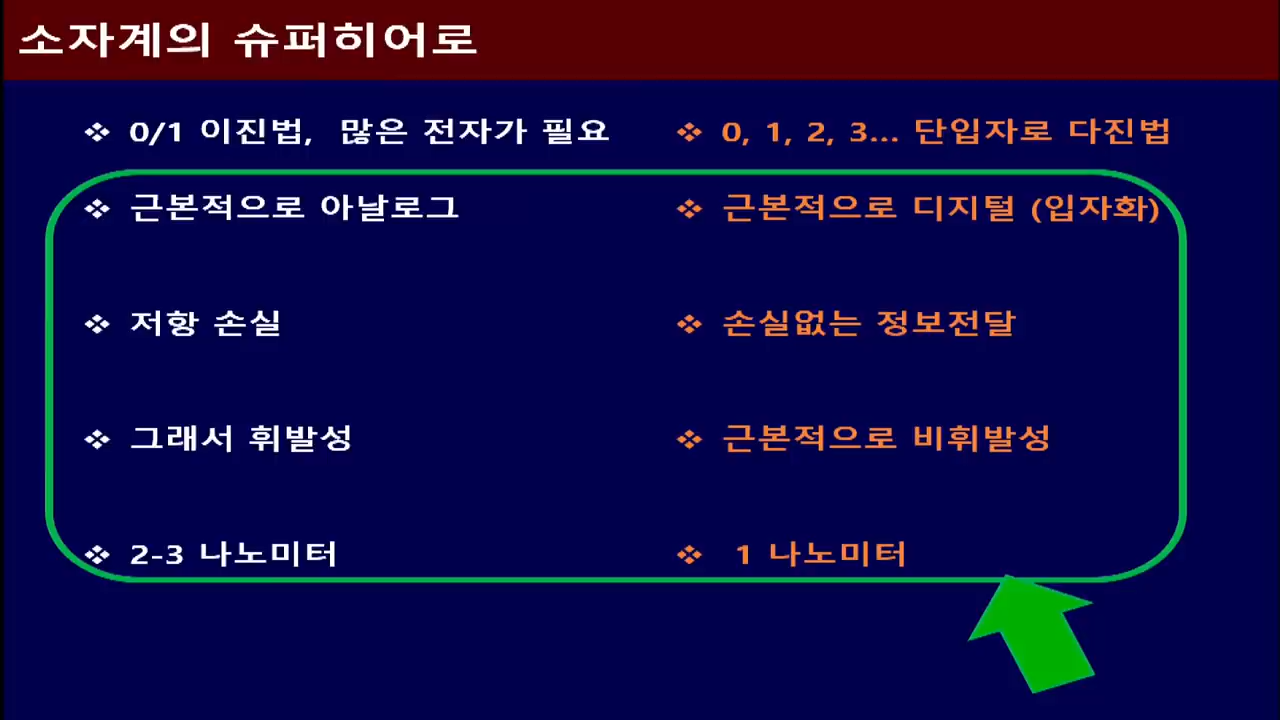 소자계의 슈퍼히어로
❖ 0/1 이진법, 많은 전자가 필요
❖ 0, 1, 2, 3... 단입자로 다진법
❖ 근본적으로 아날로그
❖ 근본적으로 디지털 (입자화)
❖ 저항 손실
❖ 손실없는 정보전달
❖ 그래서 휘발성
❖ 근본적으로 비휘발성
❖ 2-3 나노미터
❖ 1 나노미터